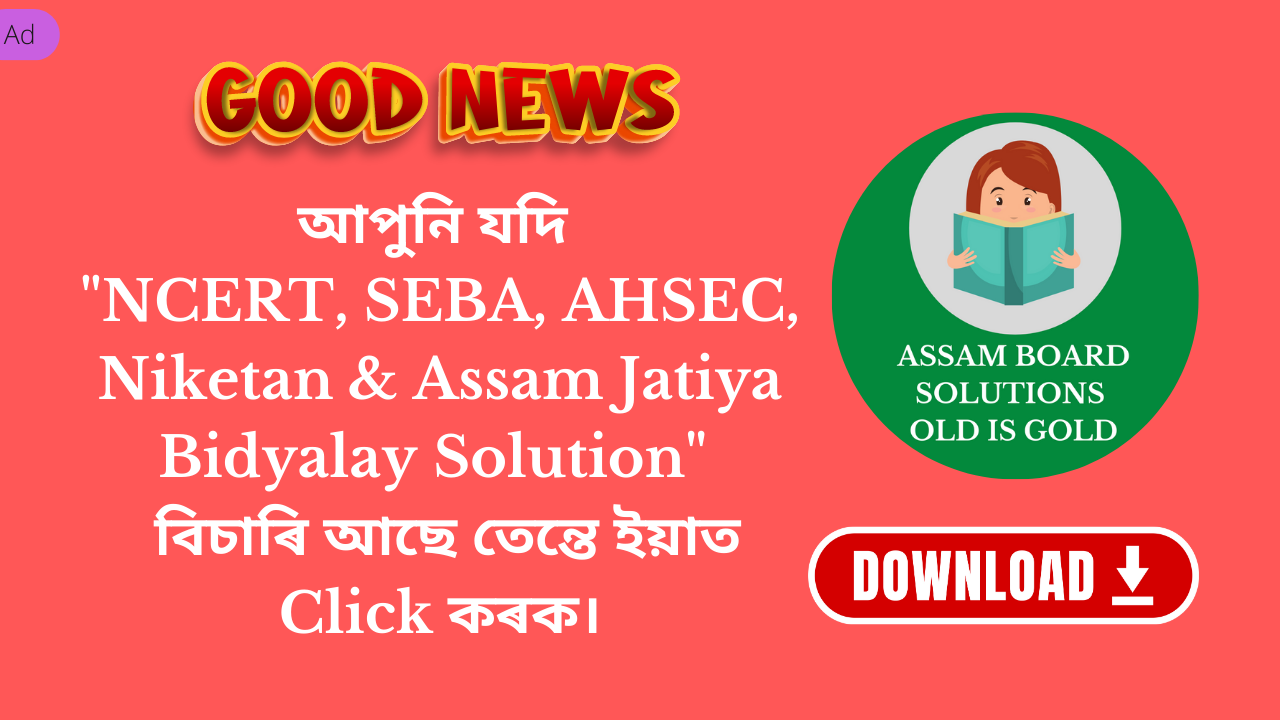 Ad
GOOD NEWS
আপুনি যদি
"NCERT, SEBA, AHSEC,
Niketan & Assam Jatiya
Bidyalay Solution"
বিচাৰি আছে তেন্তে ইয়াত
Click কৰক।
ASSAM BOARD
SOLUTIONS
OLD IS GOLD
DOWNLOAD